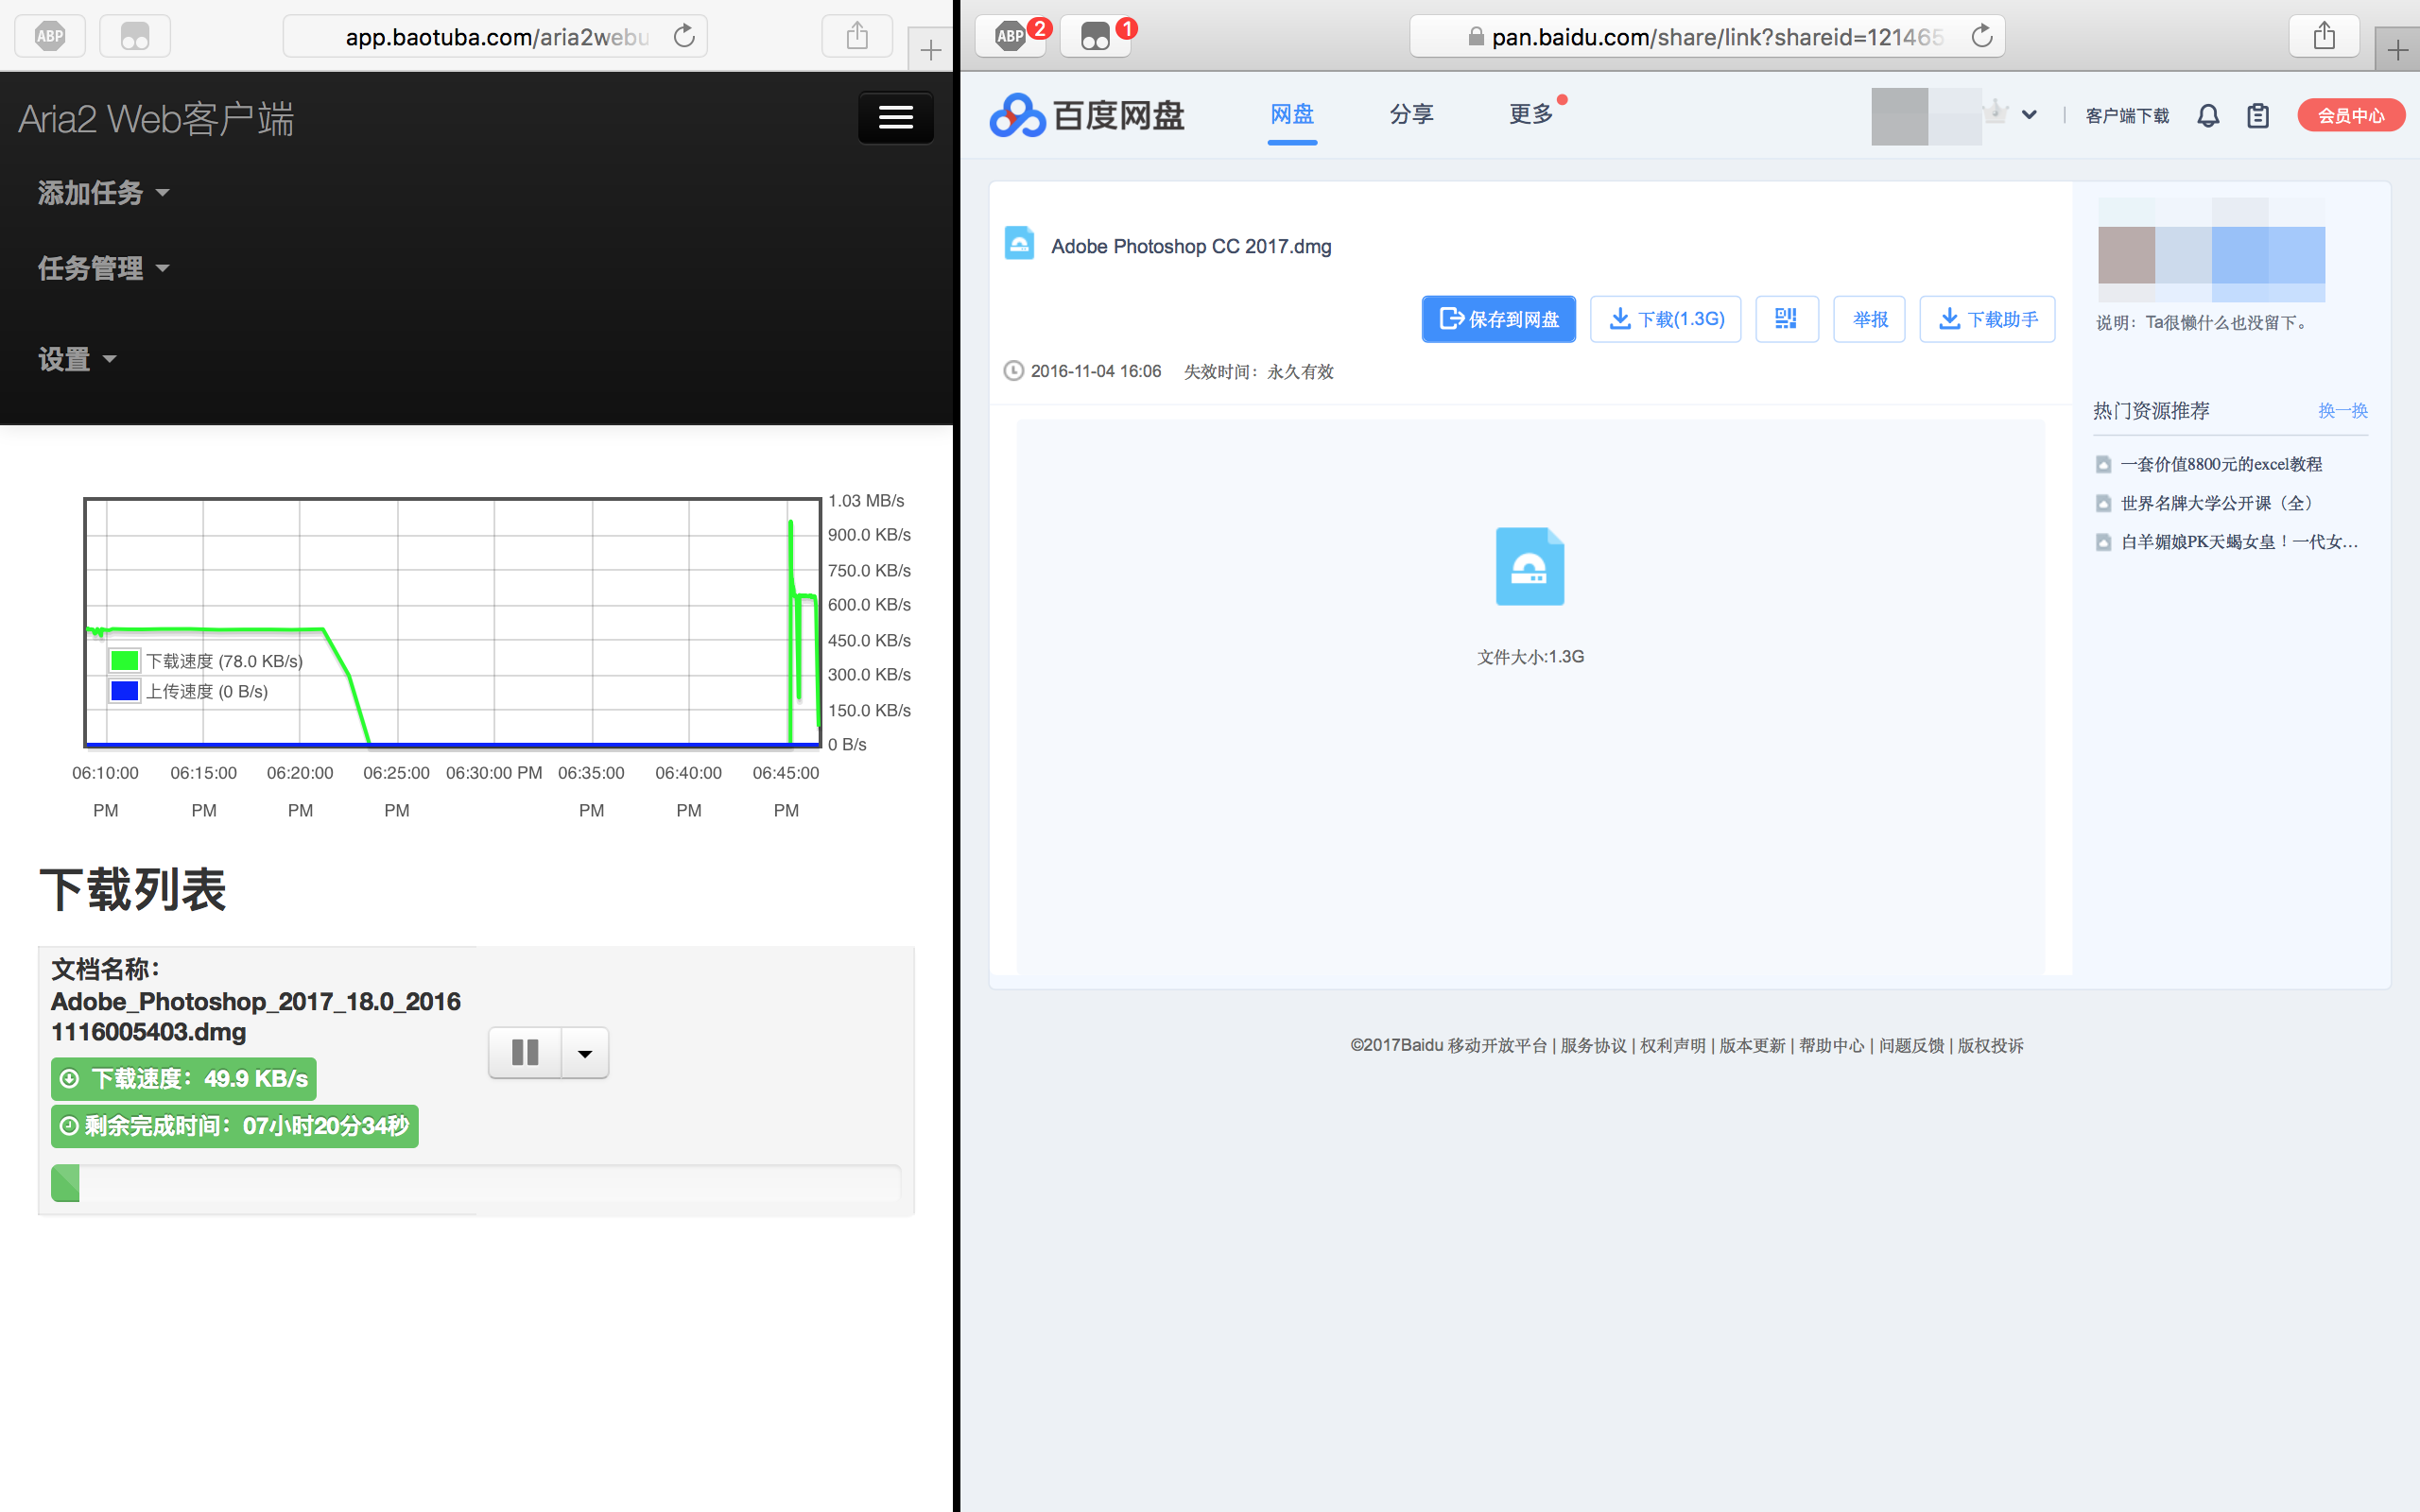 ABP
app.baotuba.com/aria2webu
Aria2 Web客户端
添加任务
任务管理
设置
1.03 MB/s
900.0 KB/s
750.0 KB/s
600.0 KB/s
450.0 KB/s
300.0 KB/s
150.0 KB/s
0 B/s
下载速度 (78.0 KB/s)
上传速度 (0 B/s)
06:10:00 06:15:00 06:20:00 06:25:00 06:30:00 PM 06:35:00 06:40:00 06:45:00
PM PM PM PM PM PM PM
下载列表
文档名称：
Adobe_Photoshop_2017_18.0_2016
1116005403.dmg
下载速度：49.9 KB/s
剩余完成时间：07小时20分34秒
ABP 2 1
pan.baidu.com/share/link?shareid=121465
百度网盘 网盘 分享 更多 客户端下载 会员中心
Adobe Photoshop CC 2017.dmg
保存到网盘 下载(1.3G) 举报 下载助手
2016-11-04 16:06 失效时间：永久有效
文件大小:1.3G
说明：Ta很懒什么也没留下。
热门资源推荐 换一换
一套价值8800元的excel教程
世界名牌大学公开课（全）
白羊媚娘PK天蝎女皇！一代女...
©2017Baidu 移动开放平台 | 服务协议 | 权利声明 | 版本更新 | 帮助中心 | 问题反馈 | 版权投诉